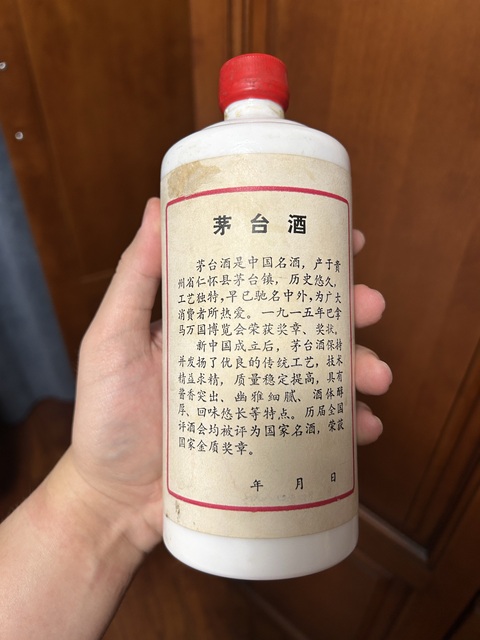 茅台酒
茅台酒是中国名酒，产于贵
州省仁怀县茅台镇，历史悠久，
工艺独特，早已驰名中外，为广大
消费者所热爱。一九一五年巴拿
马万国博览会荣获奖章、奖状。
新中国成立后，茅台酒保持
并发扬了优良的传统工艺，技术
精益求精，质量稳定提高，具有
酱香突出、幽雅细腻、酒体醇
厚、回味悠长等特点。历届全国
评酒会均被评为国家名酒，荣获
国家金质奖章。
年 月 日